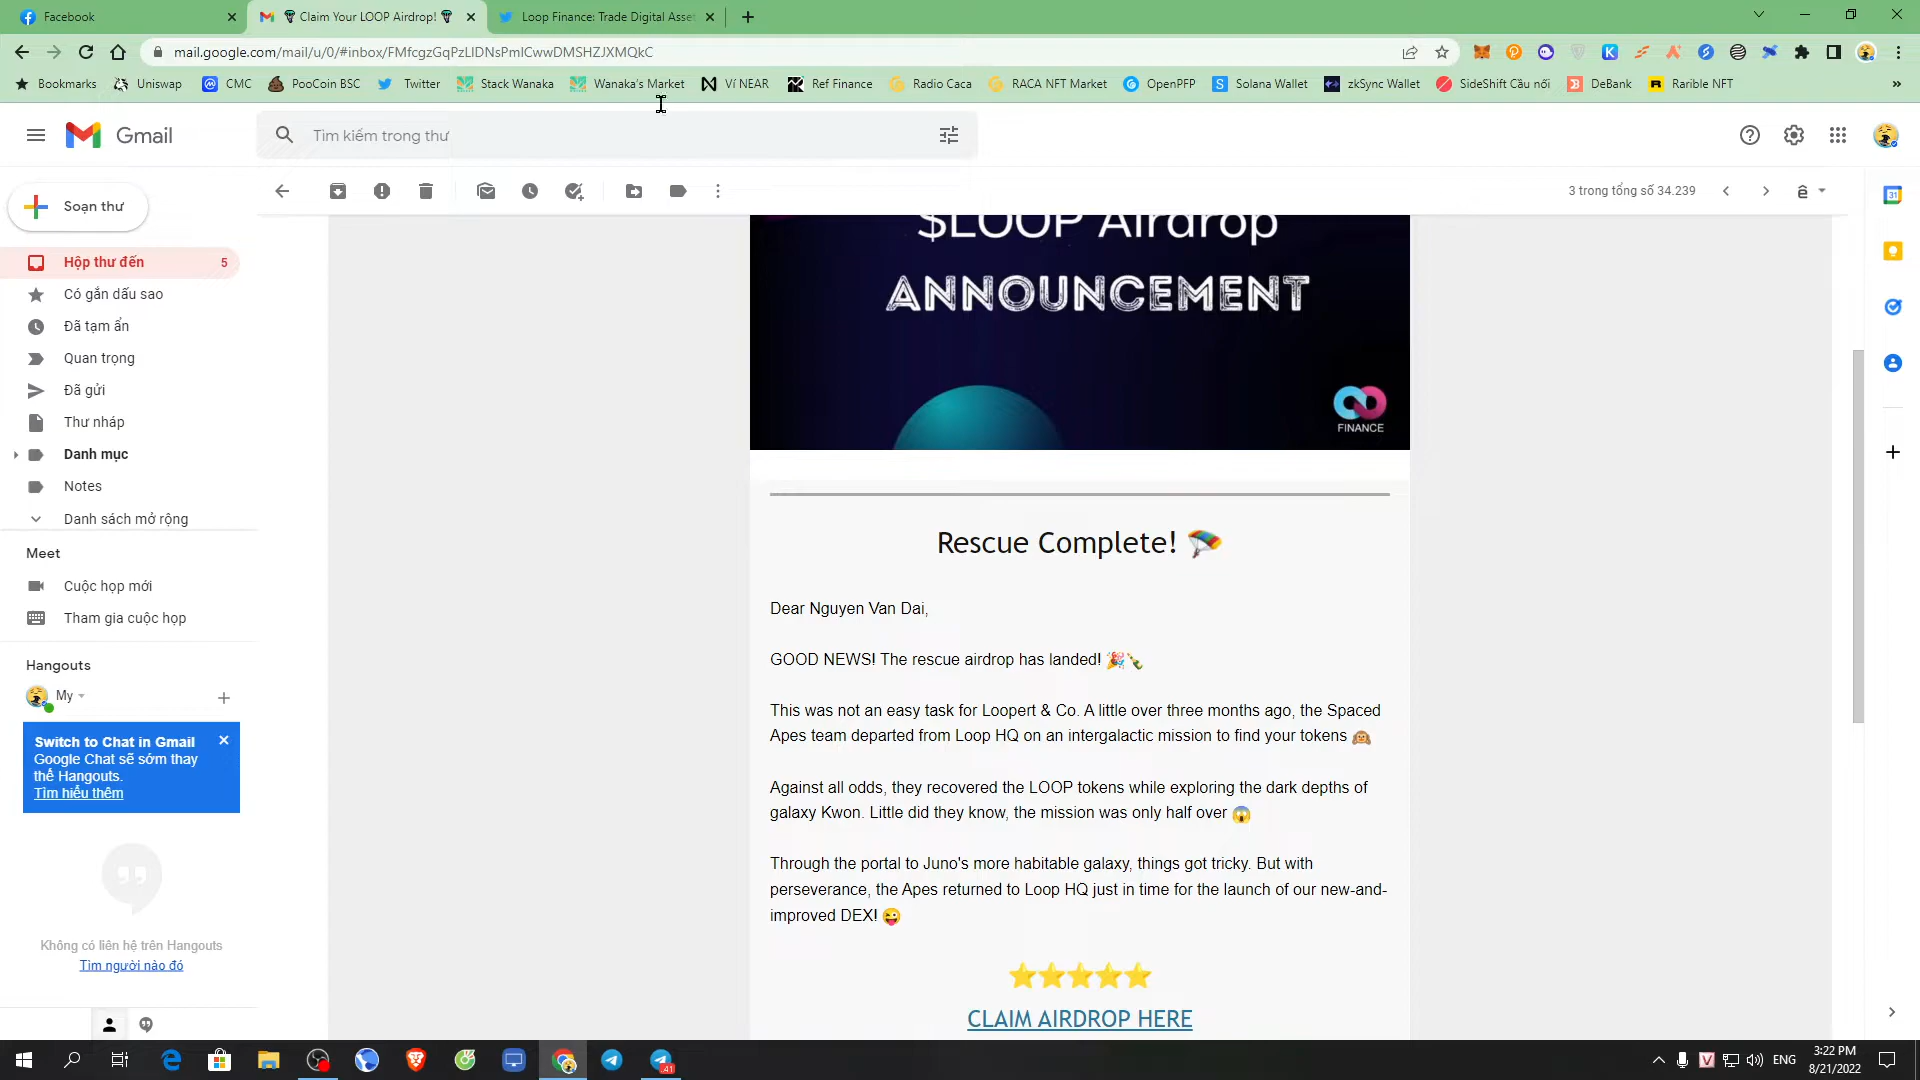 Facebook
Claim Your LOOP Airdrop!
Loop Finance: Trade Digital Asset
mail.google.com/mail/u/0/#inbox/FMfcgzGqPzLlDNsPmlCwwDMSHZJXMQkC
Bookmarks
Uniswap
CMC
PooCoin BSC
Twitter
Stack Wanaka
Wanaka's Market
Ví NEAR
Ref Finance
Radio Caca
RACA NFT Market
OpenPFP
Solana Wallet
zkSync Wallet
SideShift Cầu nối
DeBank
Rarible NFT
Gmail
Tìm kiếm trong thư
Soạn thư
3 trong tổng số 34.239
Hộp thư đến 5
Có gắn dấu sao
Đã tạm ẩn
Quan trọng
Đã gửi
Thư nháp
Danh mục
Notes
Danh sách mở rộng
Meet
Cuộc họp mới
Tham gia cuộc họp
Hangouts
My
Switch to Chat in Gmail
Google Chat sẽ sớm thay
thế Hangouts.
Tìm hiểu thêm
Không có liên hệ trên Hangouts
Tìm người nào đó
$LOOP Airdrop
ANNOUNCEMENT
FINANCE
Rescue Complete! 🪂
Dear Nguyen Van Dai,
GOOD NEWS! The rescue airdrop has landed! 🎉🍾
This was not an easy task for Loopert & Co. A little over three months ago, the Spaced
Apes team departed from Loop HQ on an intergalactic mission to find your tokens 🙉
Against all odds, they recovered the LOOP tokens while exploring the dark depths of
galaxy Kwon. Little did they know, the mission was only half over 😱
Through the portal to Juno's more habitable galaxy, things got tricky. But with
perseverance, the Apes returned to Loop HQ just in time for the launch of our new-and-
improved DEX! 😜
⭐⭐⭐⭐⭐
CLAIM AIRDROP HERE
31
41
ENG
3:22 PM
8/21/2022